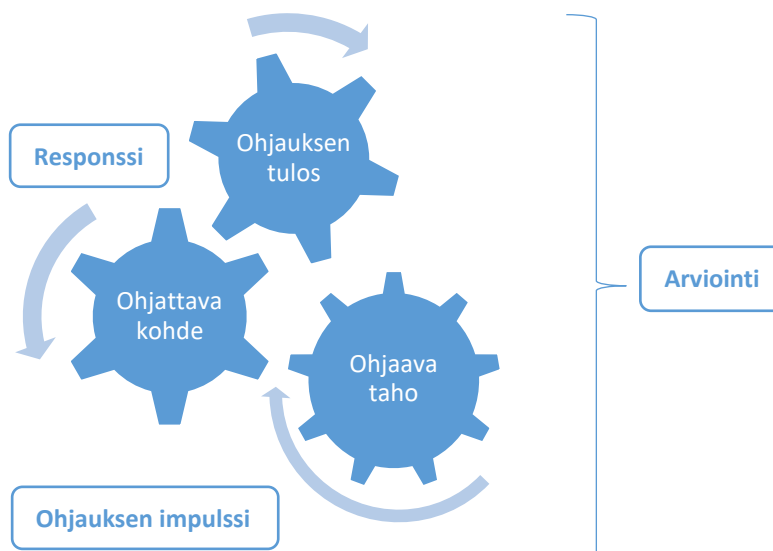 Ohjauksen
tulos
Responssi
Ohjattava
kohde
Arviointi
Ohjaava
taho
Ohjauksen impulssi